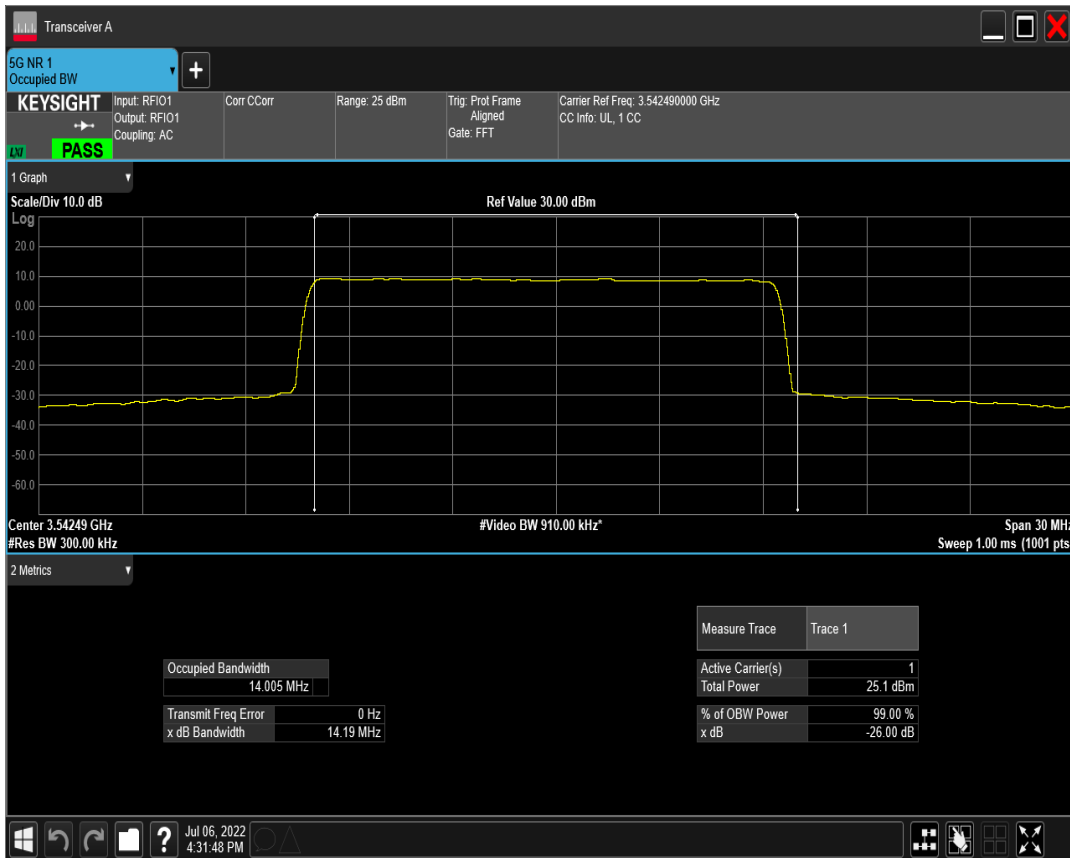 Transceiver A
5G NR 1
Occupied BW
KEYSIGHT
LXI
PASS
Input: RFIO1
Output: RFIO1
Coupling: AC
Corr CCorr
Range: 25 dBm
Trig: Prot Frame
Aligned
Gate: FFT
Carrier Ref Freq: 3.542490000 GHz
CC Info: UL, 1 CC
1 Graph
Scale/Div 10.0 dB
Ref Value 30.00 dBm
Log
20.0
10.0
0.00
-10.0
-20.0
-30.0
-40.0
-50.0
-60.0
Center 3.54249 GHz
#Video BW 910.00 kHz*
Span 30 MHz
#Res BW 300.00 kHz
Sweep 1.00 ms (1001 pts
2 Metrics
Measure Trace Trace 1
Occupied Bandwidth
14.005 MHz
Active Carrier(s) 1
Total Power 25.1 dBm
Transmit Freq Error 0 Hz
x dB Bandwidth 14.19 MHz
% of OBW Power 99.00 %
x dB -26.00 dB
?
Jul 06, 2022
4:31:48 PM